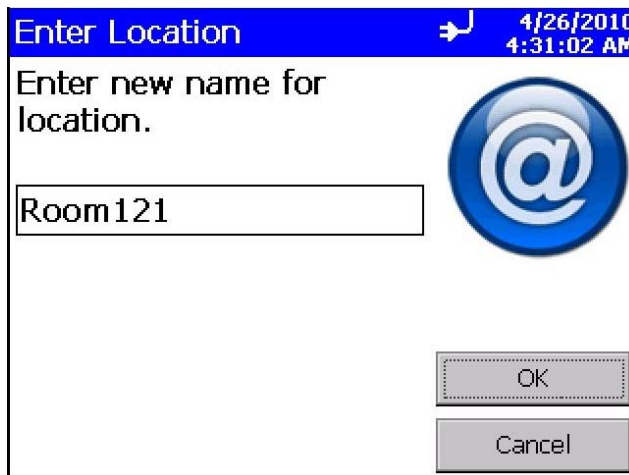 Enter Location
4/26/2010
4:31:02 AM
Enter new name for
location.
@
Room121
OK
Cancel